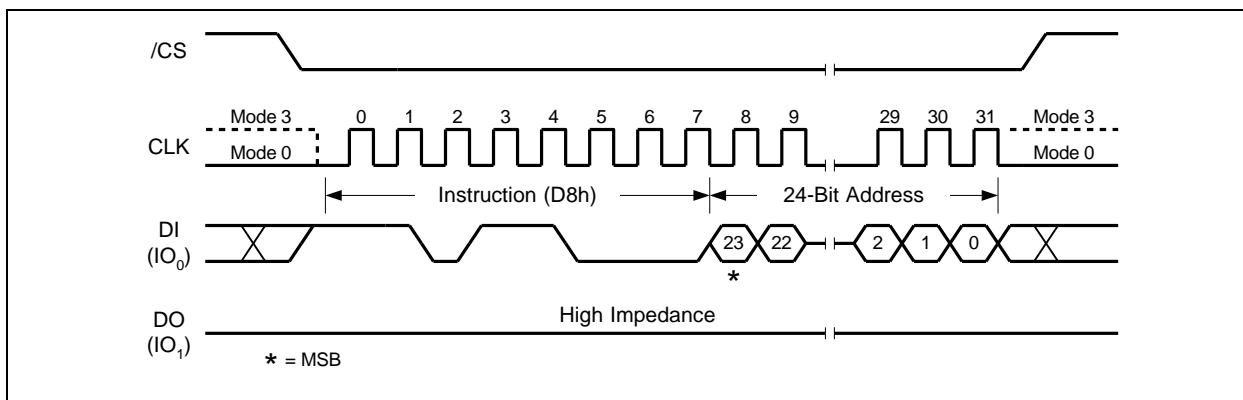 /CS
Mode 3 0 1 2 3 4 5 6 7 8 9 29 30 31 Mode 3
CLK
Mode 0 Mode 0
Instruction (D8h) 24-Bit Address
DI
(IO0)
23 22 2 1 0
*
High Impedance
DO
(IO1)
* = MSB